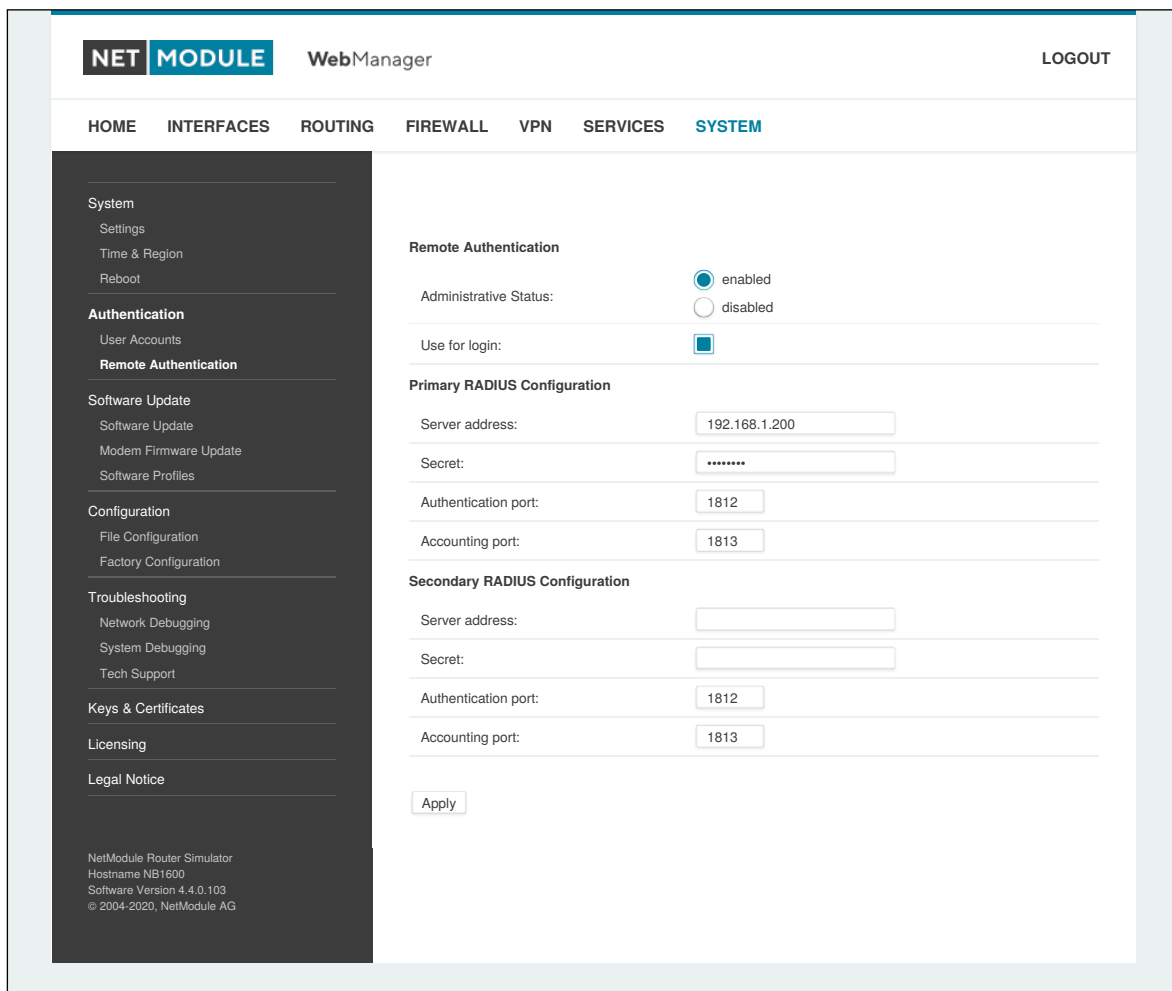 NET MODULE WebManager LOGOUT
HOME INTERFACES ROUTING FIREWALL VPN SERVICES SYSTEM
System
Settings
Time & Region
Reboot
Authentication
User Accounts
Remote Authentication
Software Update
Software Update
Modem Firmware Update
Software Profiles
Configuration
File Configuration
Factory Configuration
Troubleshooting
Network Debugging
System Debugging
Tech Support
Keys & Certificates
Licensing
Legal Notice
NetModule Router Simulator
Hostname NB1600
Software Version 4.4.0.103
© 2004-2020, NetModule AG
Remote Authentication
Administrative Status:
enabled
disabled
Use for login:
Primary RADIUS Configuration
Server address: 192.168.1.200
Secret: ••••••••
Authentication port: 1812
Accounting port: 1813
Secondary RADIUS Configuration
Server address:
Secret:
Authentication port: 1812
Accounting port: 1813
Apply